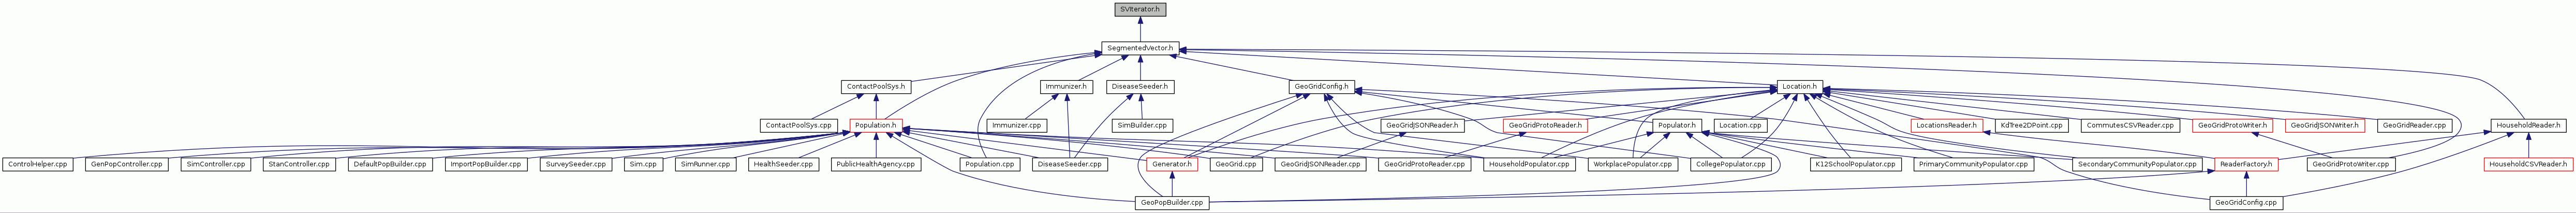 SVIterator.h
SegmentedVector.h
ContactPoolSys.h
Immunizer.h
DiseaseSeeder.h
GeoGridConfig.h
Location.h
ContactPoolSys.cpp
Population.h
Immunizer.cpp
SimBuilder.cpp
GeoGridJSONReader.h
GeoGridProtoReader.h
Populator.h
Location.cpp
LocationsReader.h
KdTree2DPoint.cpp
CommutesCSVReader.cpp
GeoGridProtoWriter.h
GeoGridJSONWriter.h
GeoGridReader.cpp
HouseholdReader.h
ControlHelper.cpp
GenPopController.cpp
SimController.cpp
StanController.cpp
DefaultPopBuilder.cpp
ImportPopBuilder.cpp
SurveySeeder.cpp
Sim.cpp
SimRunner.cpp
HealthSeeder.cpp
PublicHealthAgency.cpp
Population.cpp
DiseaseSeeder.cpp
Generator.h
GeoGrid.cpp
GeoGridJSONReader.cpp
GeoGridProtoReader.cpp
HouseholdPopulator.cpp
WorkplacePopulator.cpp
CollegePopulator.cpp
K12SchoolPopulator.cpp
PrimaryCommunityPopulator.cpp
SecondaryCommunityPopulator.cpp
ReaderFactory.h
GeoGridProtoWriter.cpp
HouseholdCSVReader.h
GeoPopBuilder.cpp
GeoGridConfig.cpp